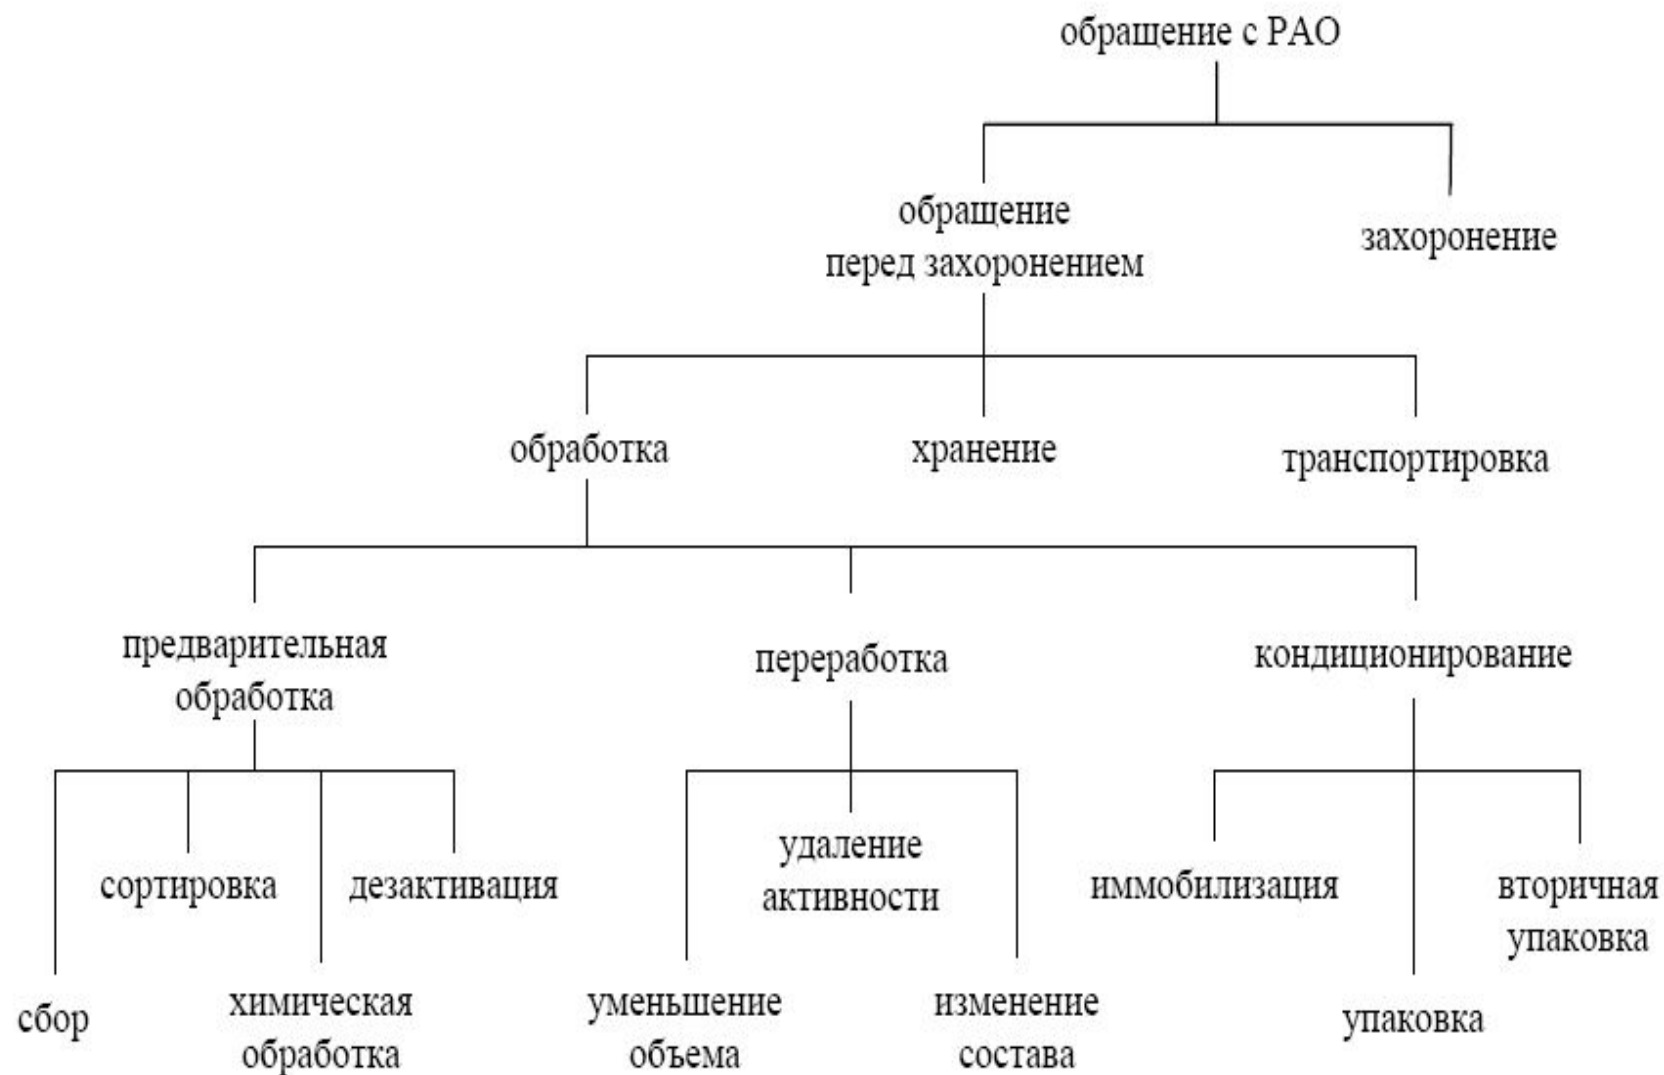 обращение с РАО
обращение
перед захоронением
захоронение
обработка
хранение
транспортировка
предварительная
обработка
переработка
кондиционирование
сбор
сортировка
химическая
обработка
дезактивация
уменьшение
объема
удаление
активности
изменение
состава
иммобилизация
упаковка
вторичная
упаковка